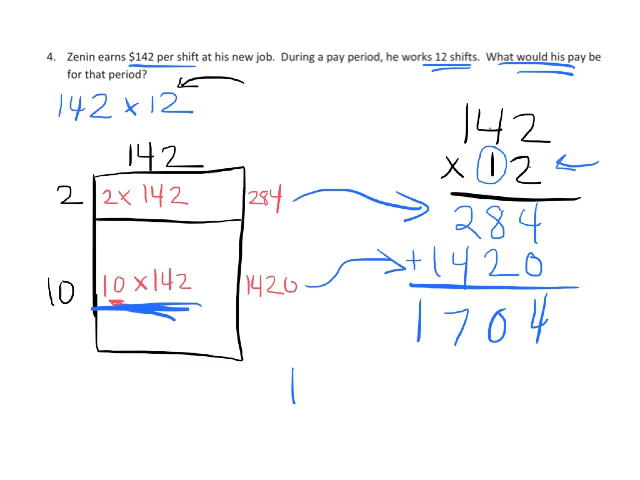 4. Zenin earns $142 per shift at his new job. During a pay period, he works 12 shifts. What would his pay be
for that period?
142 x 12
142
2 2 x 142 284
10 10 x 142 1420
142
x 12
284
+1420
1704